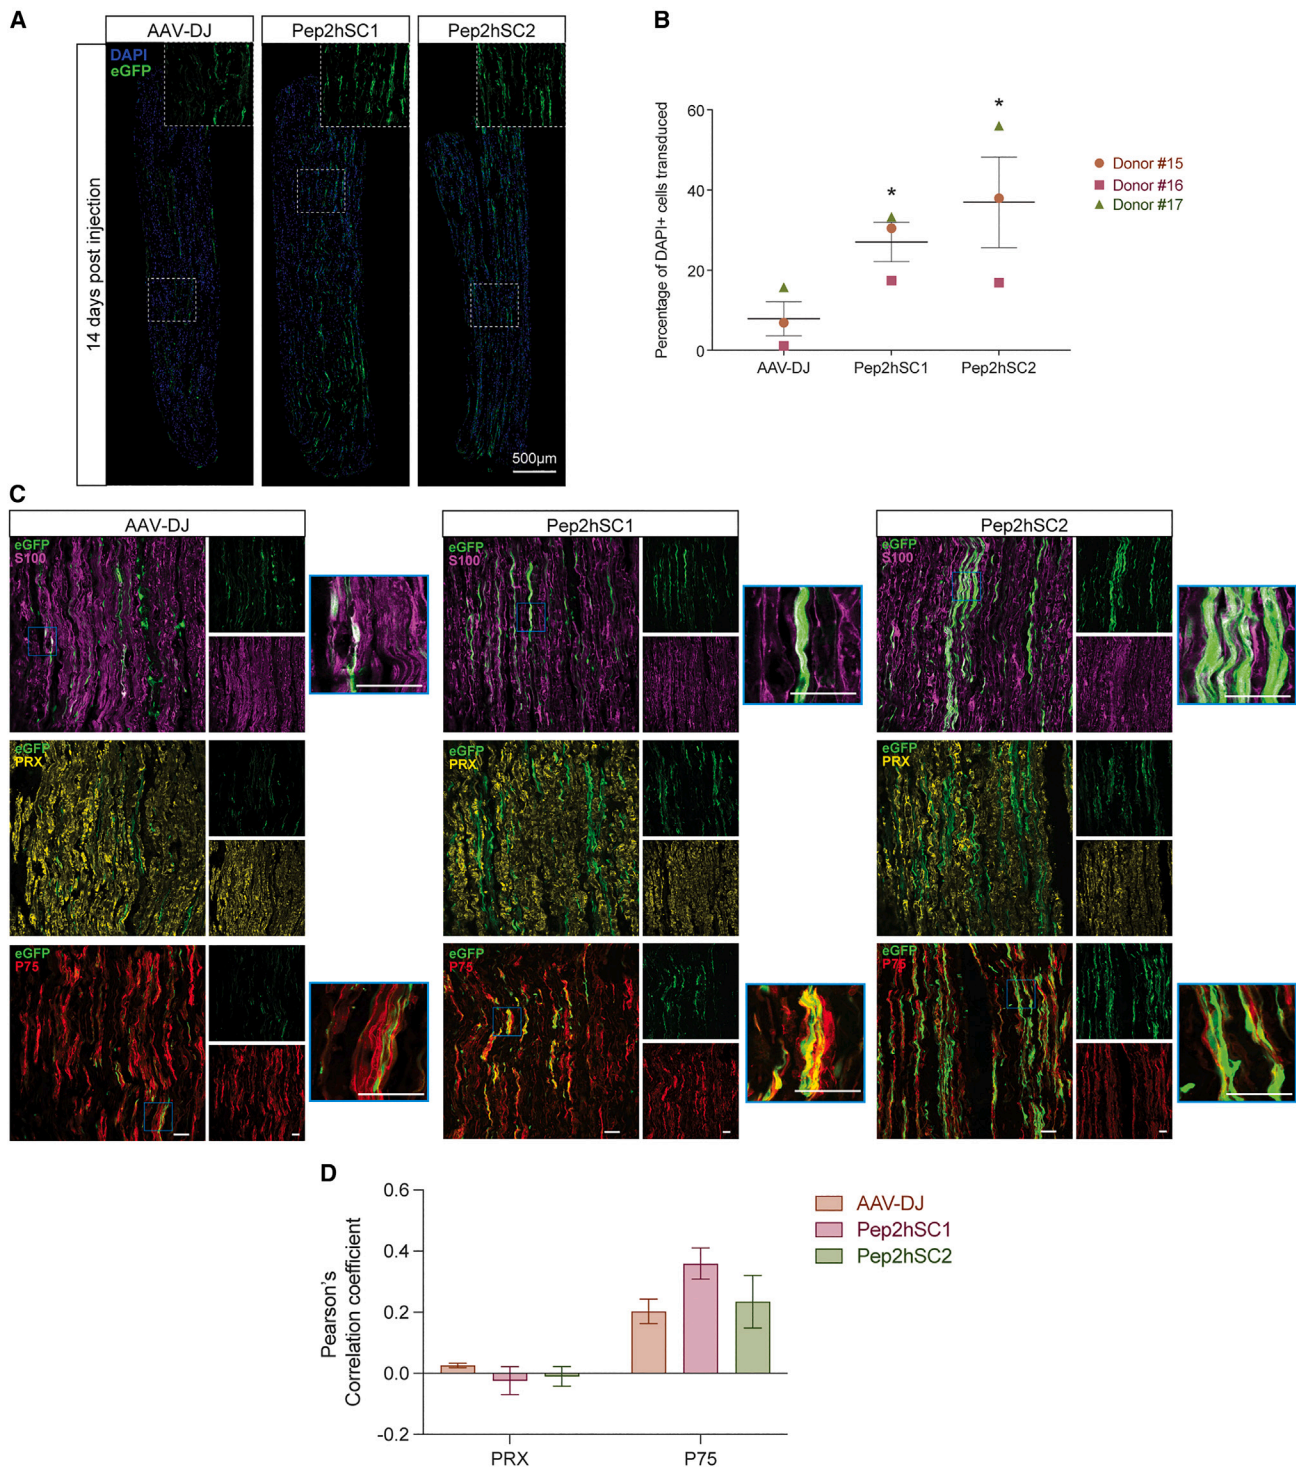 A
AAV-DJ
Pep2hSC1
Pep2hSC2
14 days post injection
DAPI
eGFP
500µm
B
Percentage of DAPI+ cells transduced
60
40
20
0
*
*
AAV-DJ
Pep2hSC1
Pep2hSC2
Donor #15
Donor #16
Donor #17
C
AAV-DJ
Pep2hSC1
Pep2hSC2
eGFP
S100
eGFP
S100
eGFP
S100
eGFP
PRX
eGFP
PRX
eGFP
PRX
eGFP
P75
eGFP
P75
eGFP
P75
D
Pearson's
Correlation coefficient
0.6
0.4
0.2
0.0
-0.2
PRX
P75
AAV-DJ
Pep2hSC1
Pep2hSC2